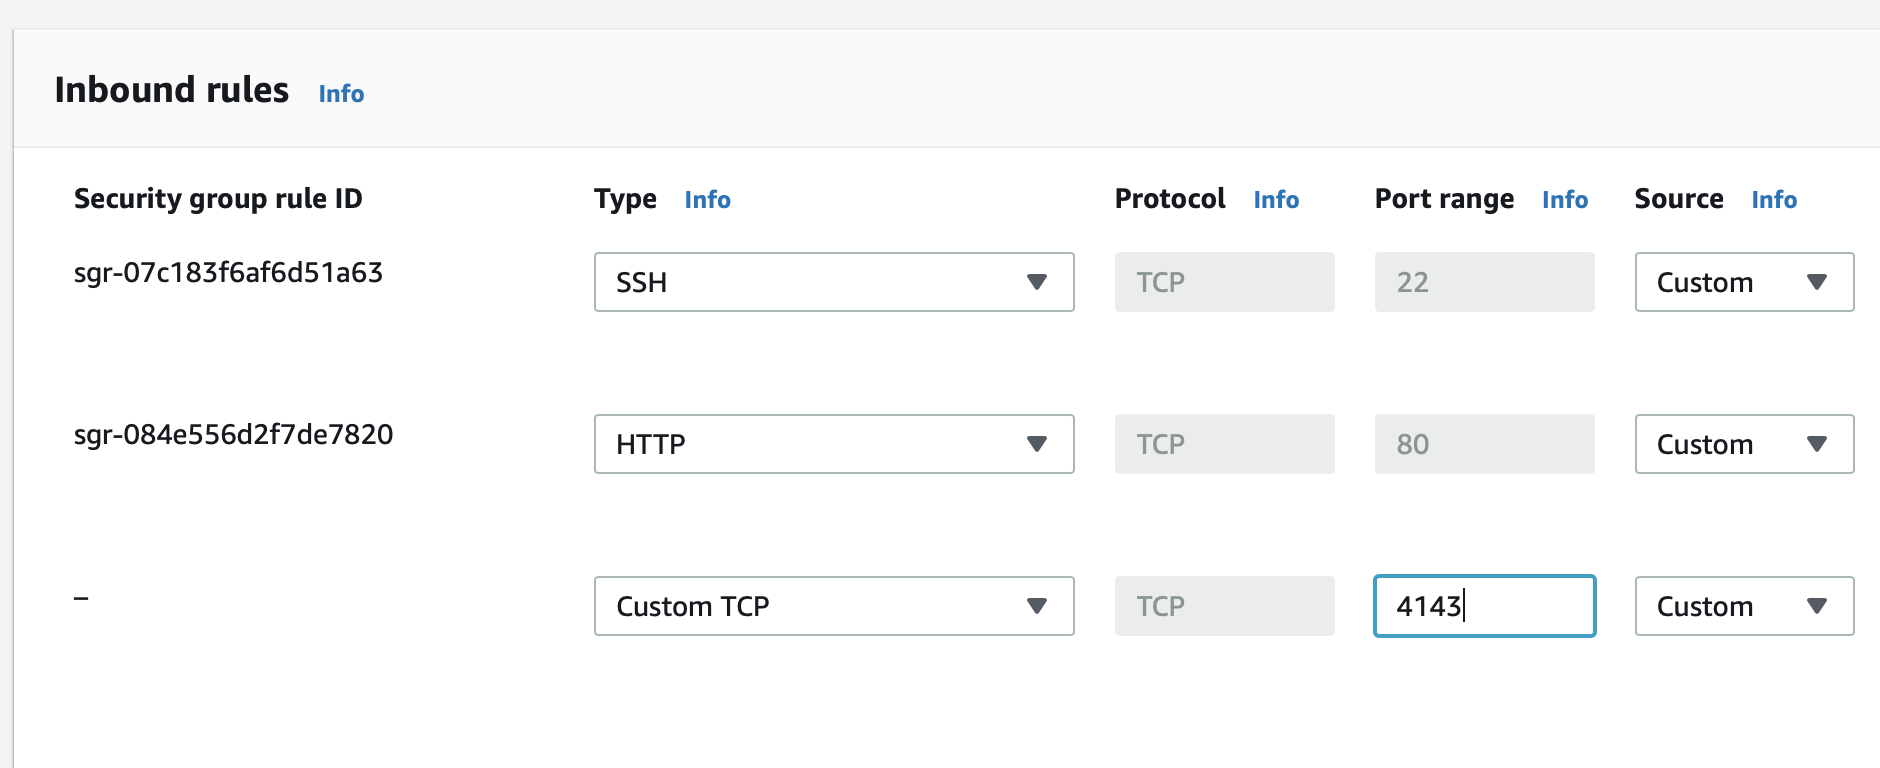 Inbound rules Info
Security group rule ID Type Info Protocol Info Port range Info Source Info
sgr-07c183f6af6d51a63 SSH TCP 22 Custom
sgr-084e556d2f7de7820 HTTP TCP 80 Custom
– Custom TCP TCP 4143 Custom